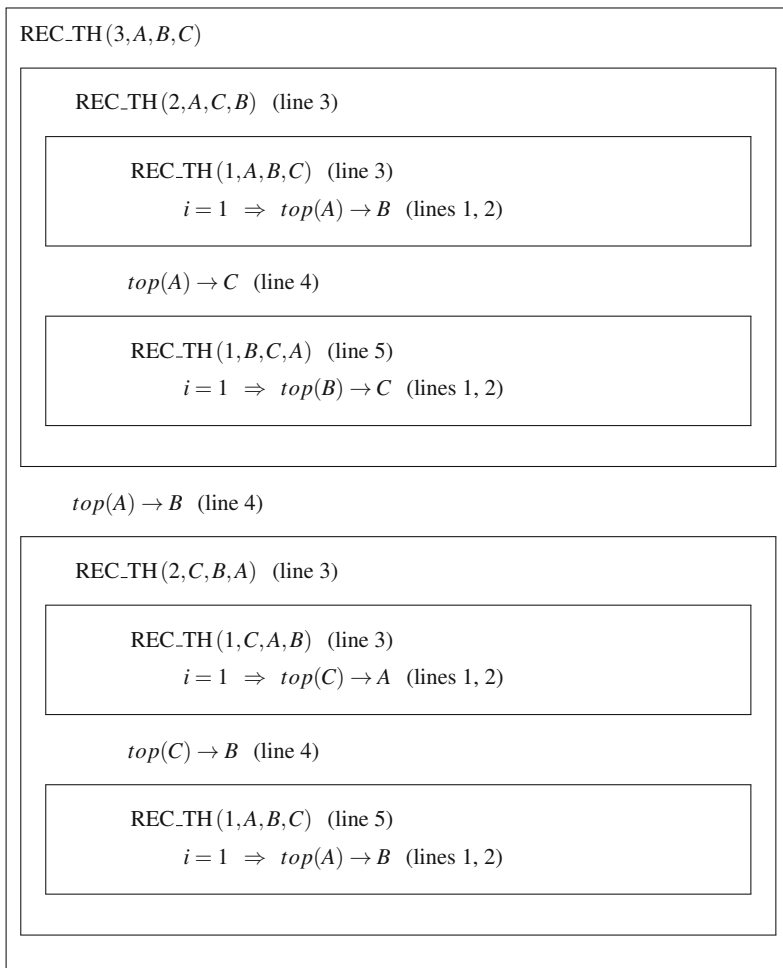 REC_TH(3,A,B,C)
REC_TH(2,A,C,B) (line 3)
REC_TH(1,A,B,C) (line 3)
i = 1 ⇒ top(A) → B (lines 1, 2)
top(A) → C (line 4)
REC_TH(1,B,C,A) (line 5)
i = 1 ⇒ top(B) → C (lines 1, 2)
top(A) → B (line 4)
REC_TH(2,C,B,A) (line 3)
REC_TH(1,C,A,B) (line 3)
i = 1 ⇒ top(C) → A (lines 1, 2)
top(C) → B (line 4)
REC_TH(1,A,B,C) (line 5)
i = 1 ⇒ top(A) → B (lines 1, 2)